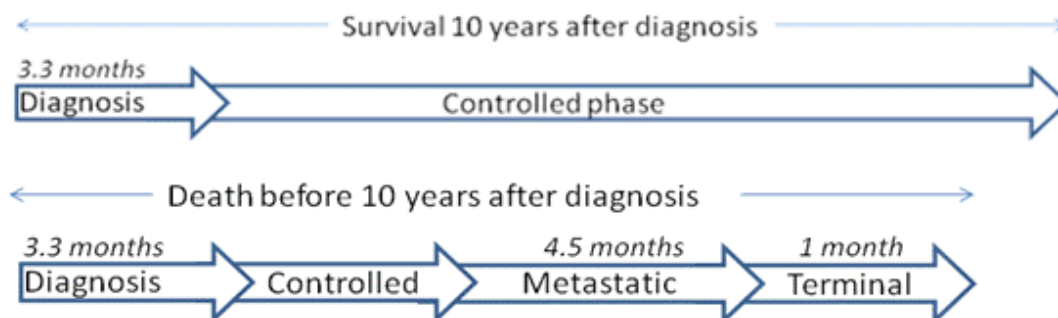 Survival 10 years after diagnosis
3.3 months
Diagnosis Controlled phase
Death before 10 years after diagnosis
3.3 months 4.5 months 1 month
Diagnosis Controlled Metastatic Terminal